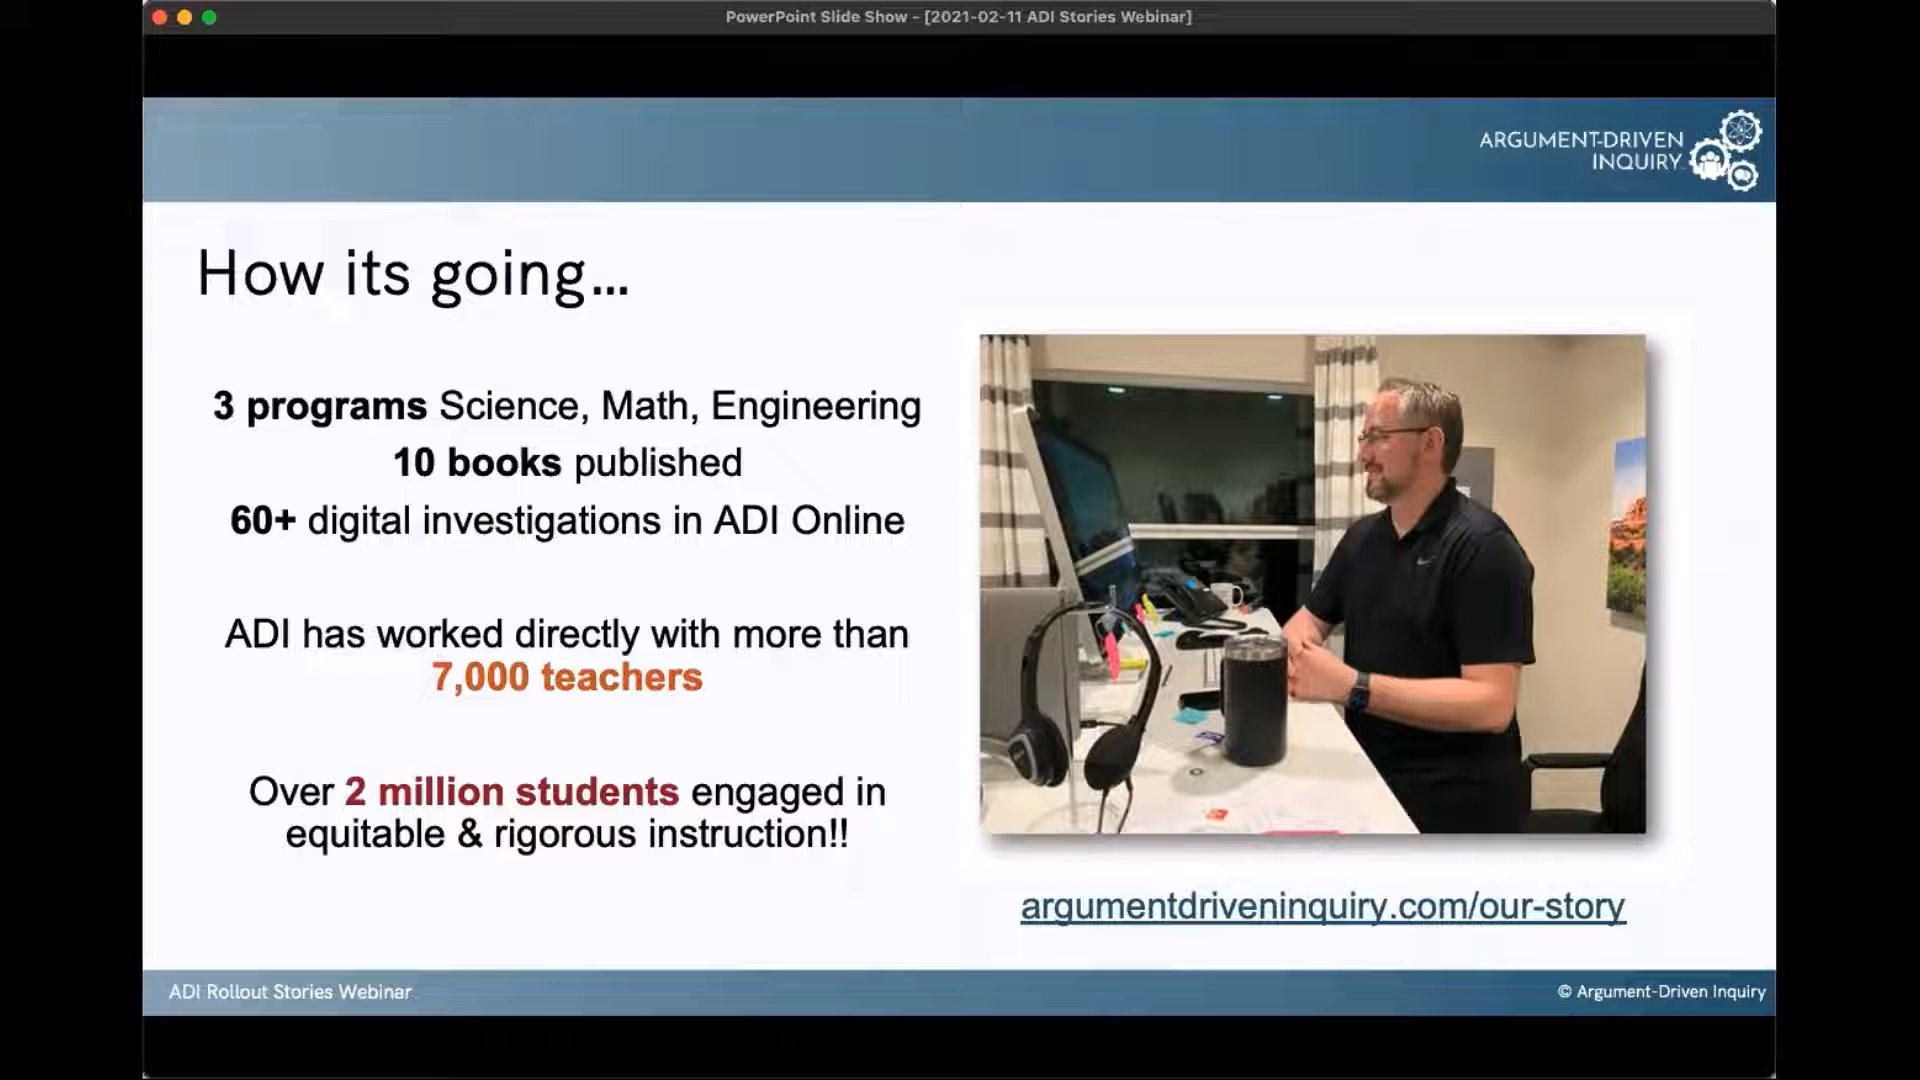 PowerPoint Slide Show - [2021-02-11 ADI Stories Webinar]
ARGUMENT-DRIVEN
INQUIRY
How its going...
3 programs Science, Math, Engineering
10 books published
60+ digital investigations in ADI Online
ADI has worked directly with more than
7,000 teachers
Over 2 million students engaged in
equitable & rigorous instruction!!
argumentdriveninquiry.com/our-story
ADI Rollout Stories Webinar
© Argument-Driven Inquiry